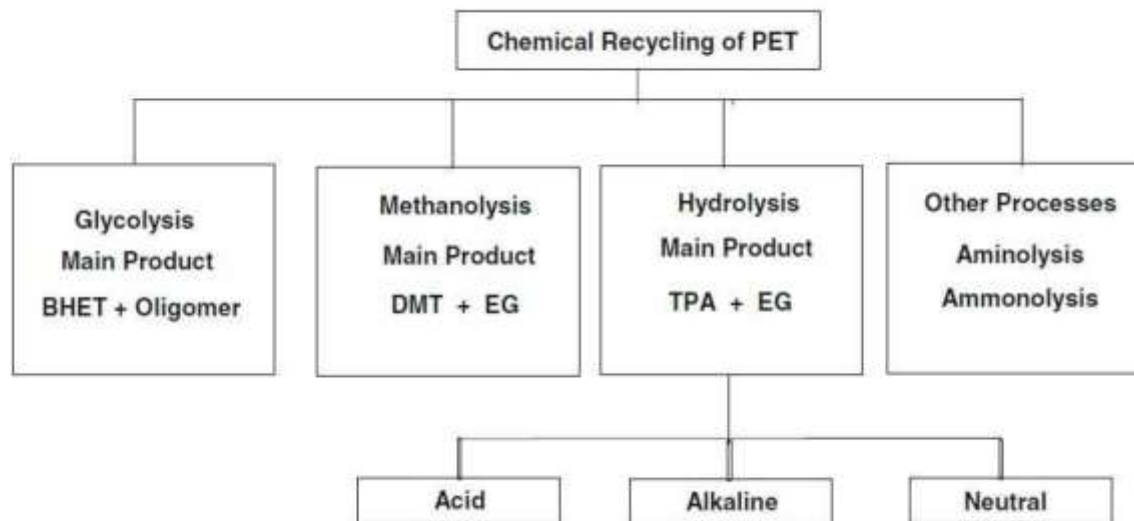 Chemical Recycling of PET
Glycolysis
Main Product
BHET + Oligomer
Methanolysis
Main Product
DMT + EG
Hydrolysis
Main Product
TPA + EG
Other Processes
Aminolysis
Ammonolysis
Acid
Alkaline
Neutral